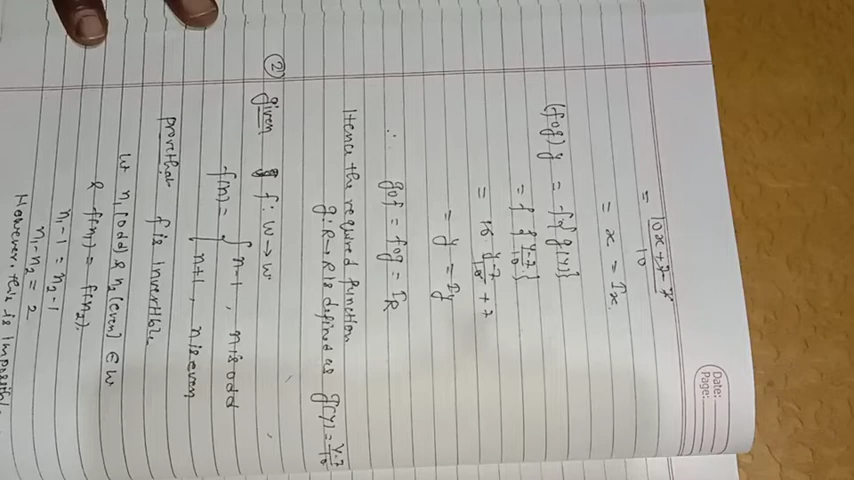 Date:
Page:
= 10x + 7 - 7 / 10
= x = Ix
(fog) y = f{g(y)}
= f { y-7 / 10 }
= 10 . y-7 / 10 + 7
= y = Iy
∴ gof = fog = IR
Hence the required function
g: R→R is defined as g(y) = y-7 / 10
② given f: W → W
f(n) = { n-1 , n is odd
n+1 , n is even
prove that f is invertible
let n1 (odd) & n2 (even) ∈ W
& f(n1) = f(n2).
n1 - 1 = n2 - 1
n1 - n2 = 2
However, this is